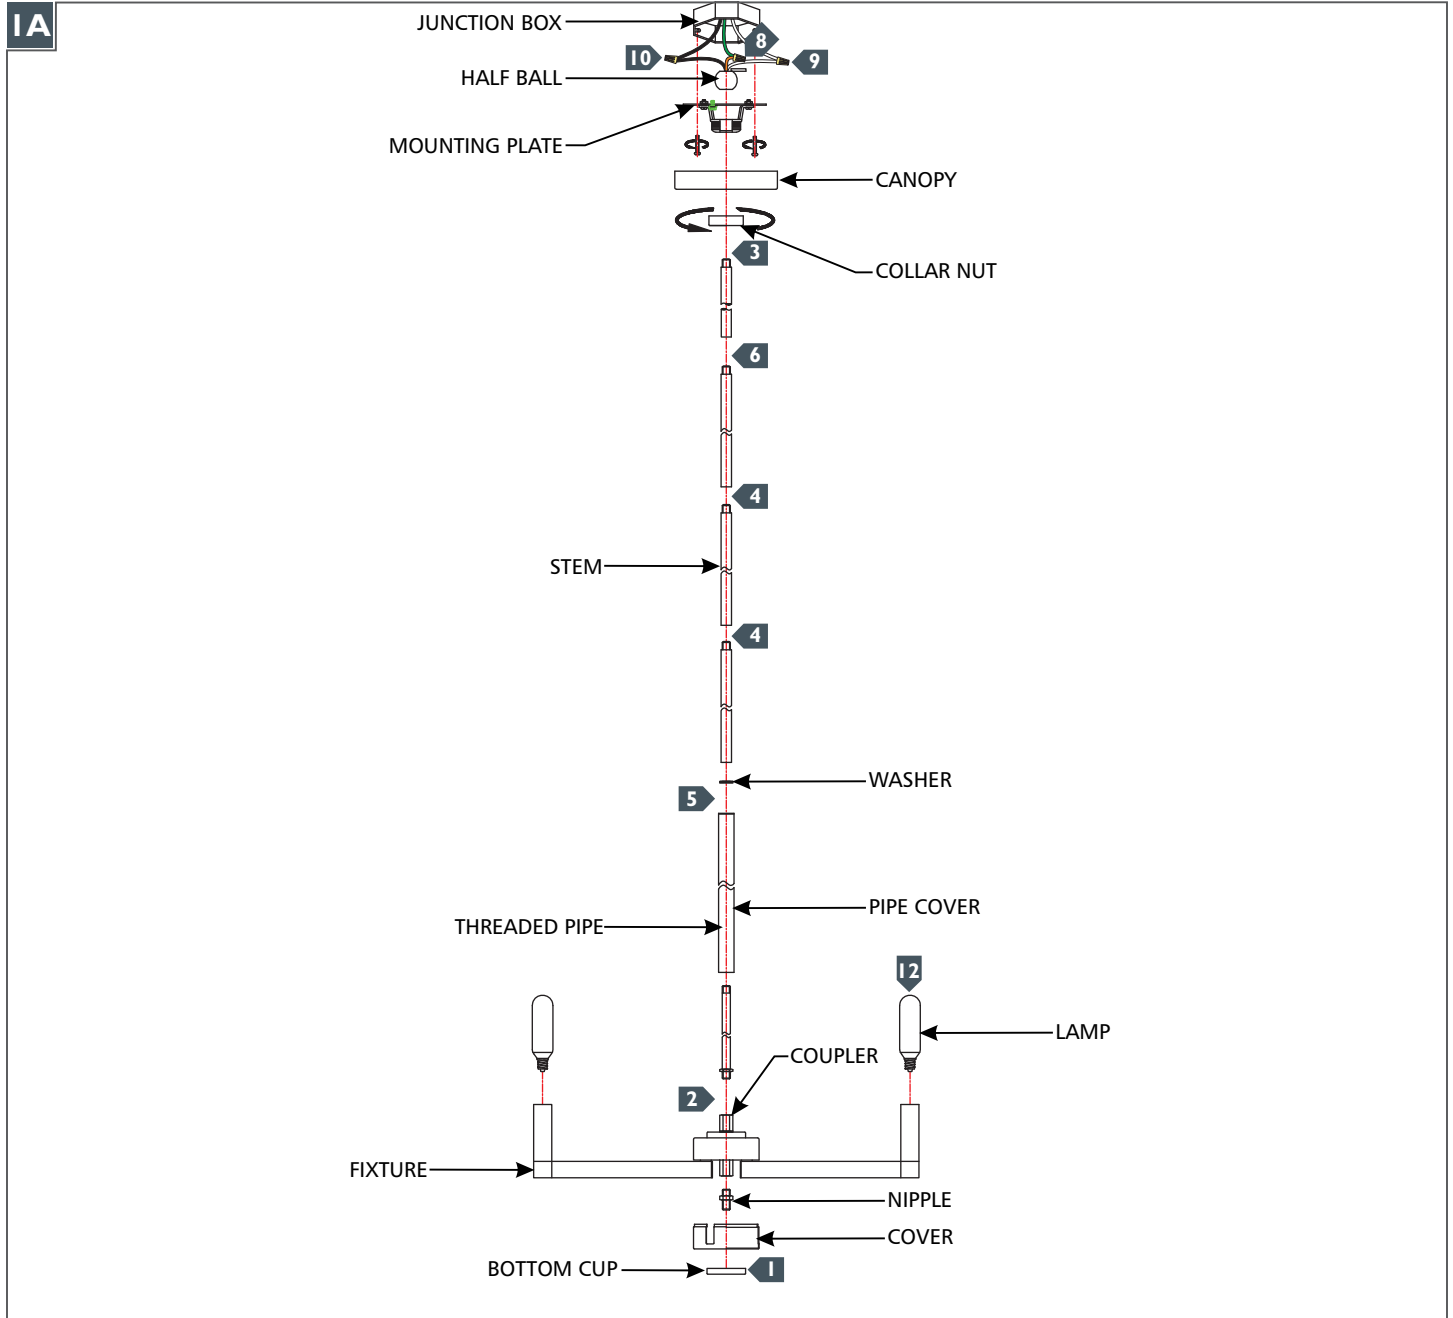 1A
JUNCTION BOX
8
10
9
HALF BALL
MOUNTING PLATE
CANOPY
3
COLLAR NUT
6
4
STEM
4
WASHER
5
PIPE COVER
THREADED PIPE
12
LAMP
COUPLER
2
FIXTURE
NIPPLE
COVER
BOTTOM CUP
1